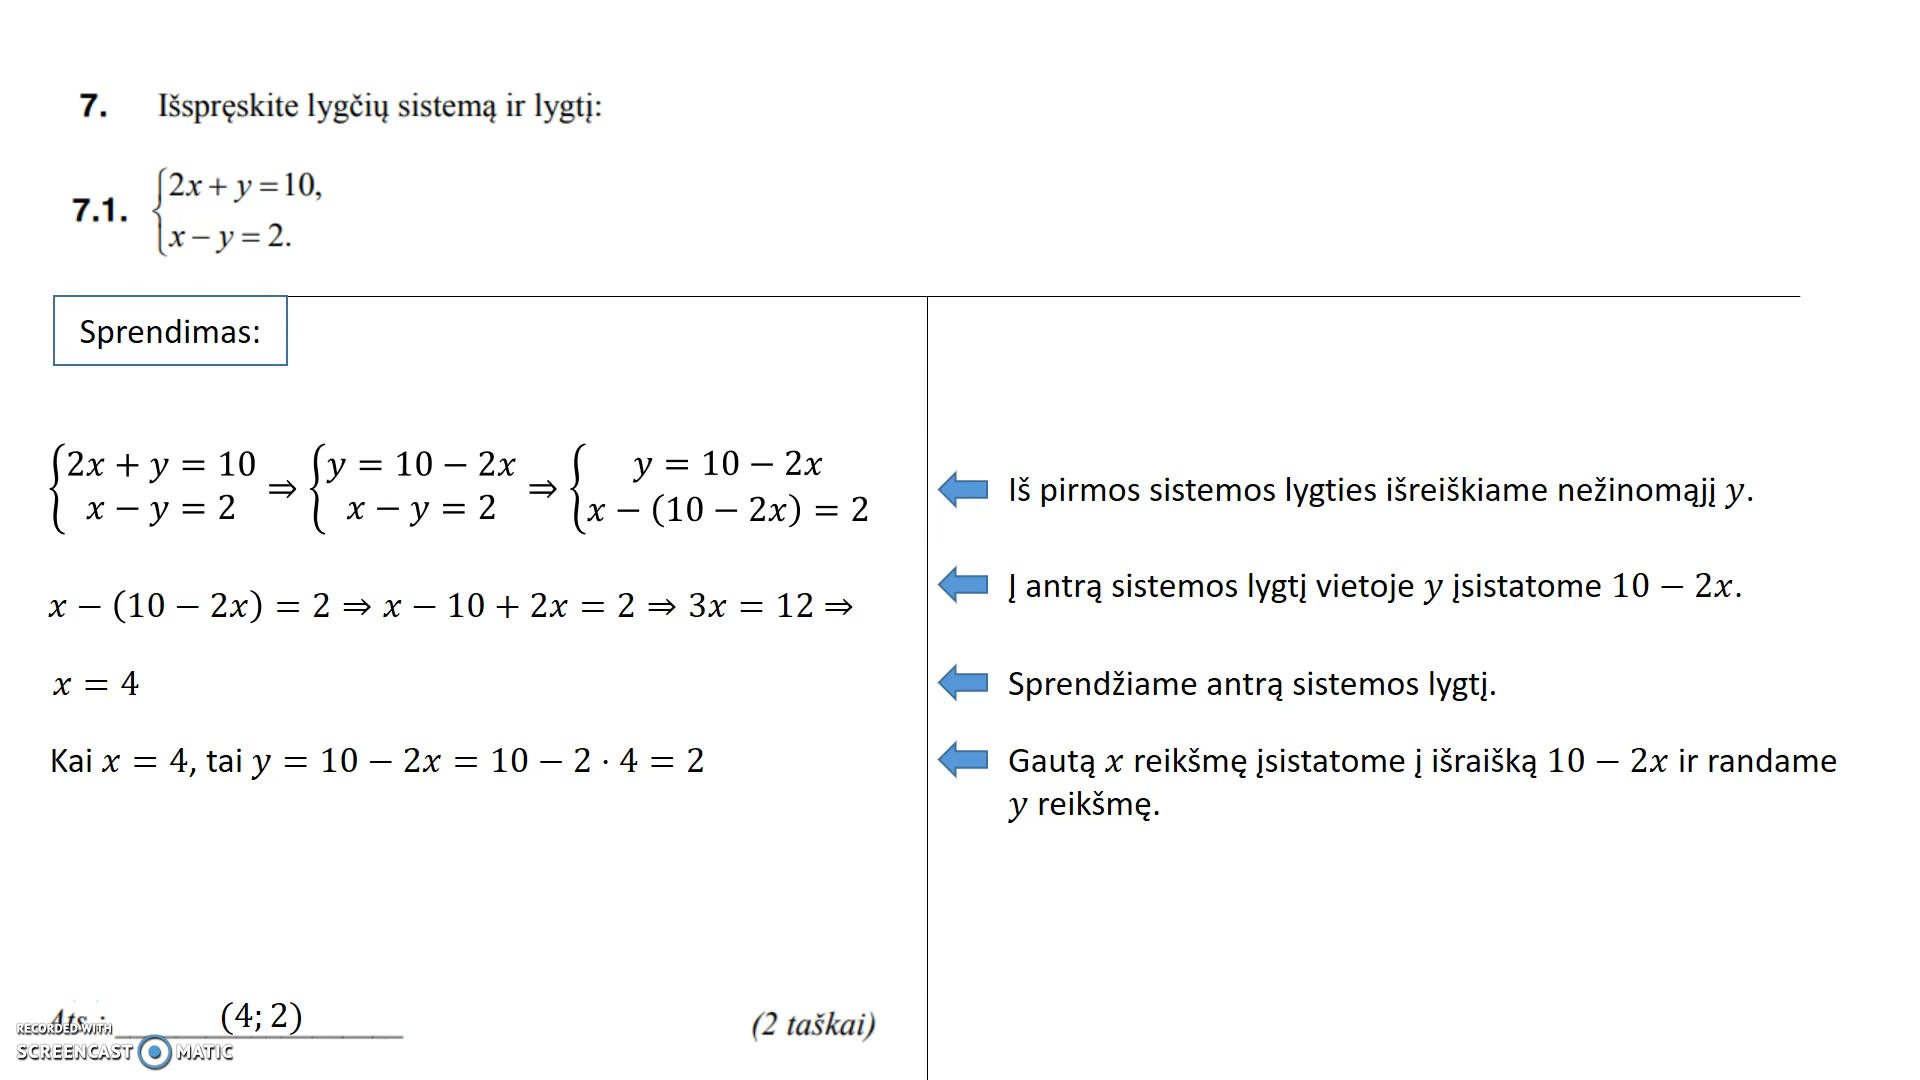 7. Išspręskite lygčių sistemą ir lygtį:
7.1. {2x + y = 10,
x − y = 2.
Sprendimas:
{2x + y = 10 ⇒ {y = 10 − 2x ⇒ { y = 10 − 2x
x − y = 2 x − y = 2 x − (10 − 2x) = 2
Iš pirmos sistemos lygties išreiškiame nežinomąjį y.
x − (10 − 2x) = 2 ⇒ x − 10 + 2x = 2 ⇒ 3x = 12 ⇒
Į antrą sistemos lygtį vietoje y įsistatome 10 − 2x.
x = 4
Sprendžiame antrą sistemos lygtį.
Kai x = 4, tai y = 10 − 2x = 10 − 2 · 4 = 2
Gautą x reikšmę įsistatome į išraišką 10 − 2x ir randame
y reikšmę.
Ats.: (4; 2)
(2 taškai)
RECORDED WITH
SCREENCAST MATIC